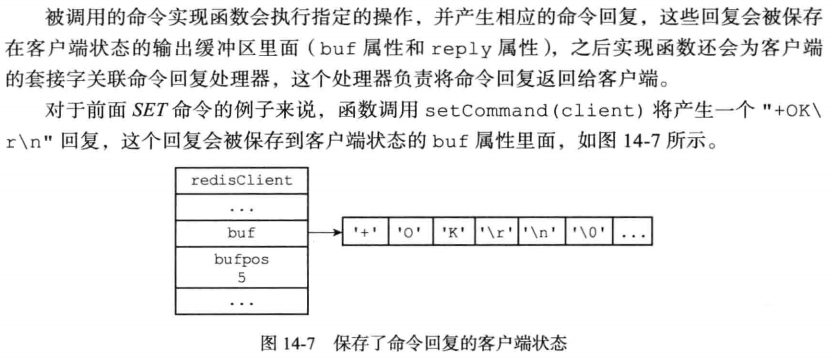 被调用的命令实现函数会执行指定的操作，并产生相应的命令回复，这些回复会被保存
在客户端状态的输出缓冲区里面（buf 属性和 reply 属性），之后实现函数还会为客户端
的套接字关联命令回复处理器，这个处理器负责将命令回复返回给客户端。
对于前面 SET 命令的例子来说，函数调用 setCommand(client) 将产生一个 "+OK\
r\n" 回复，这个回复会被保存到客户端状态的 buf 属性里面，如图 14-7 所示。
redisClient
...
buf
'+' 'O' 'K' '\r' '\n' '\0' ...
bufpos
5
...
图 14-7 保存了命令回复的客户端状态